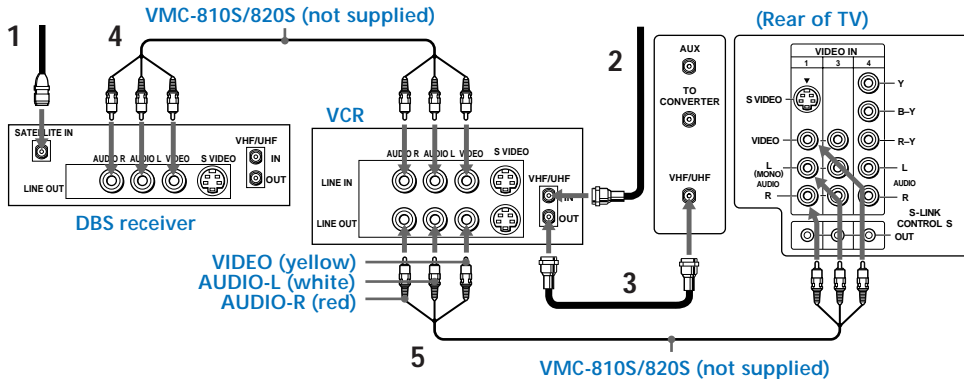 VMC-810S/820S (not supplied)
(Rear of TV)
1
4
2
AUX
TO
CONVERTER
VHF/UHF
VIDEO IN
1
3
4
S VIDEO
Y
B–Y
VIDEO
R–Y
L
(MONO)
AUDIO
R
L
AUDIO
R
S-LINK
CONTROL S
OUT
SATELLITE IN
AUDIO R
AUDIO L
VIDEO
S VIDEO
VHF/UHF
IN
OUT
LINE OUT
DBS receiver
VCR
AUDIO R
AUDIO L
VIDEO
S VIDEO
LINE IN
LINE OUT
VHF/UHF
IN
OUT
VIDEO (yellow)
AUDIO-L (white)
AUDIO-R (red)
3
5
VMC-810S/820S (not supplied)